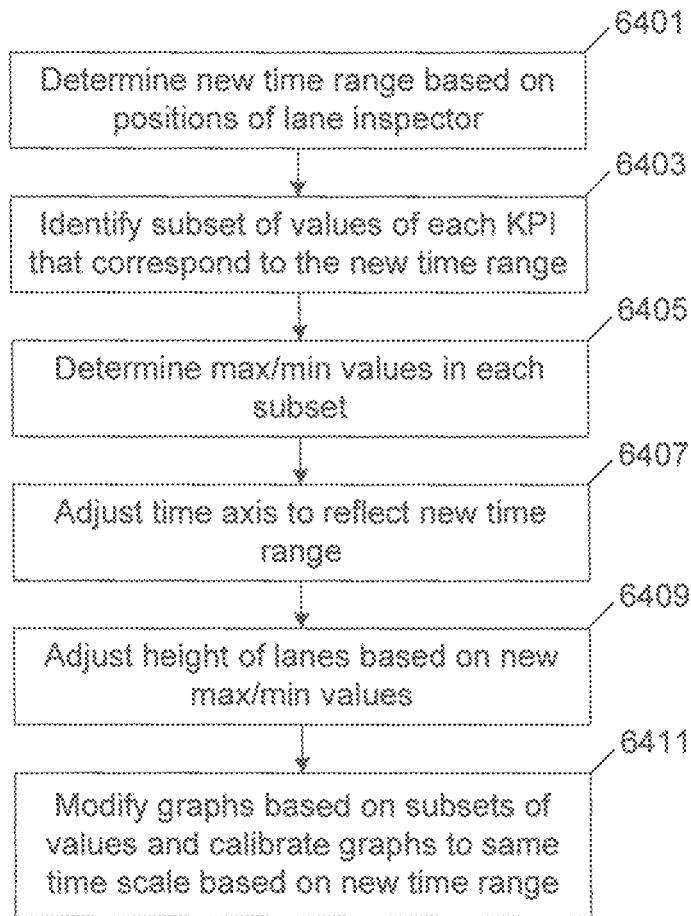 6401
Determine new time range based on
positions of lane inspector
6403
Identify subset of values of each KPI
that correspond to the new time range
6405
Determine max/min values in each
subset
6407
Adjust time axis to reflect new time
range
6409
Adjust height of lanes based on new
max/min values
6411
Modify graphs based on subsets of
values and calibrate graphs to same
time scale based on new time range